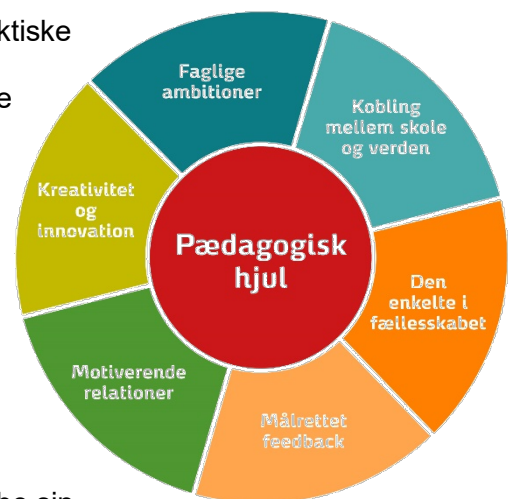 ktiske
e
Faglige
ambitioner
Kobling
mellem skole
og verden
Kreativitet
og
innovation
Pædagogisk
hjul
Den
enkelte i
fællesskabet
Motiverende
relationer
Målrettet
feedback